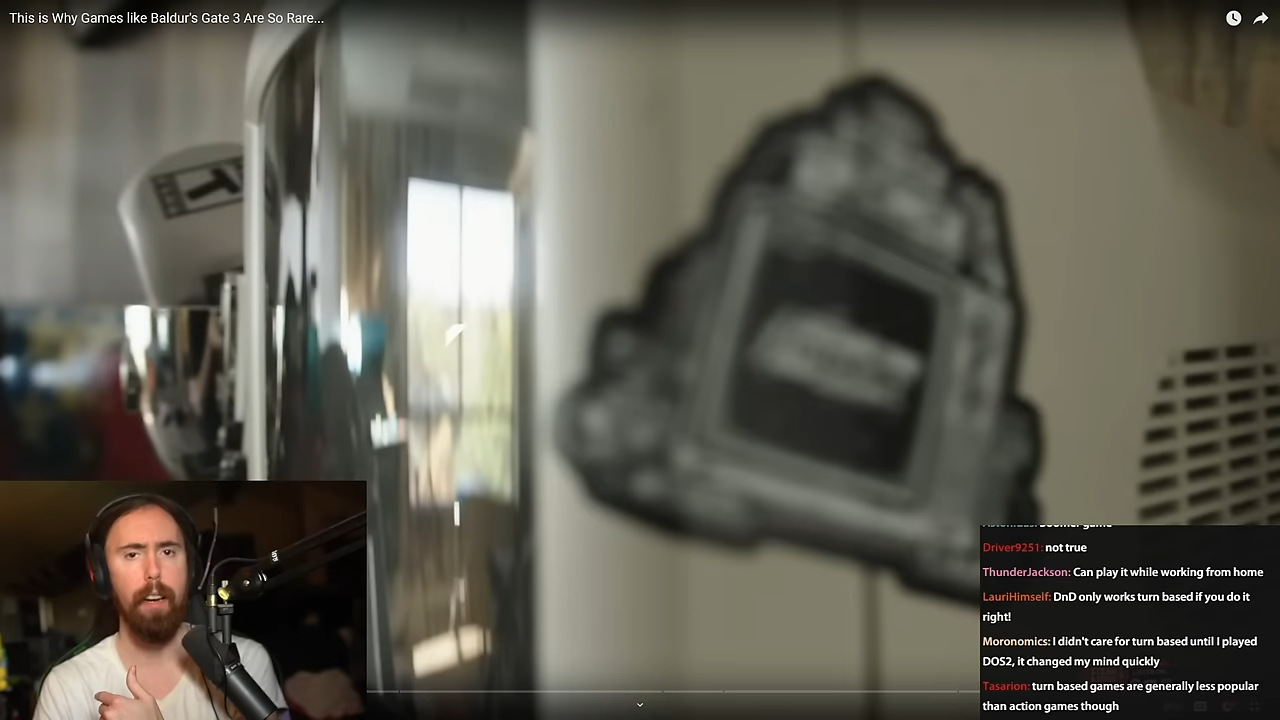 This is Why Games like Baldur's Gate 3 Are So Rare...
T
Driver9251: not true
ThunderJackson: Can play it while working from home
LauriHimself: DnD only works turn based if you do it
right!
Moronomics: I didn't care for turn based until I played
DOS2, it changed my mind quickly
Tasarion: turn based games are generally less popular
than action games though